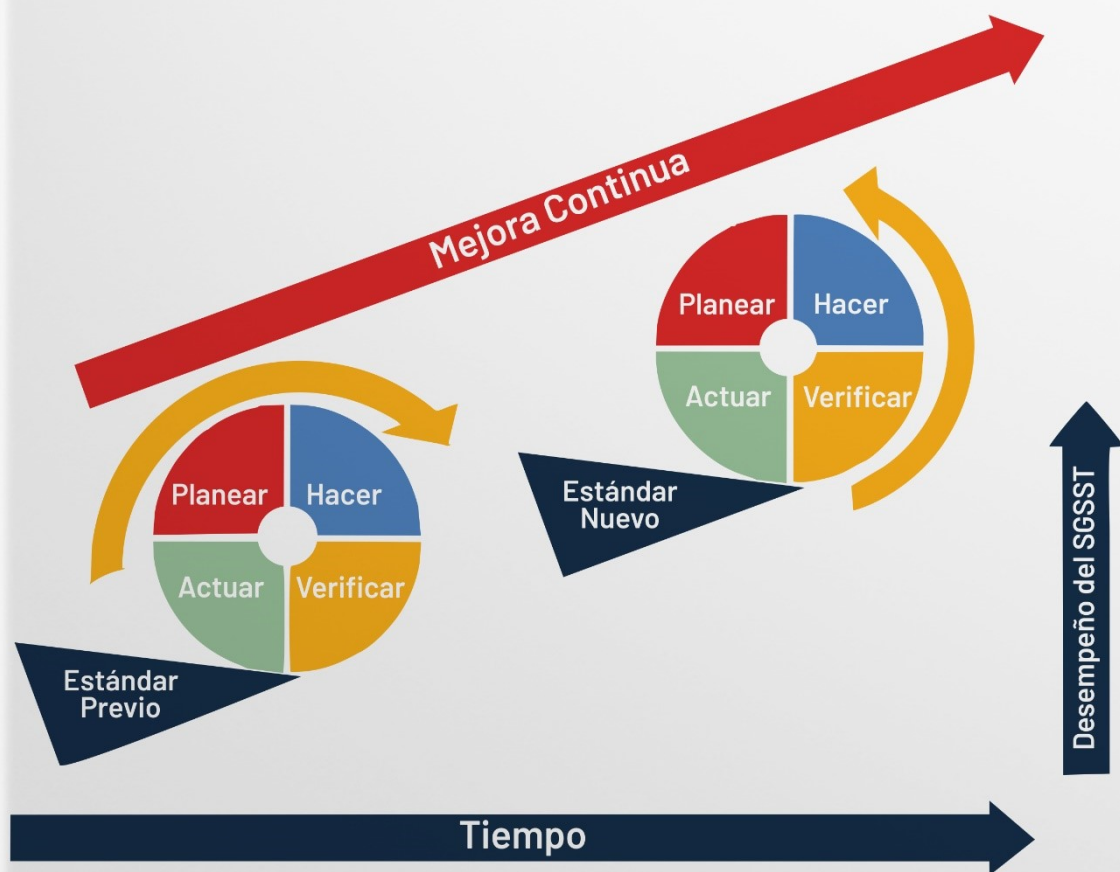 Mejora Continua
Planear
Hacer
Actuar
Verificar
Estándar
Nuevo
Planear
Hacer
Actuar
Verificar
Estándar
Previo
Desempeño del SGSST
Tiempo